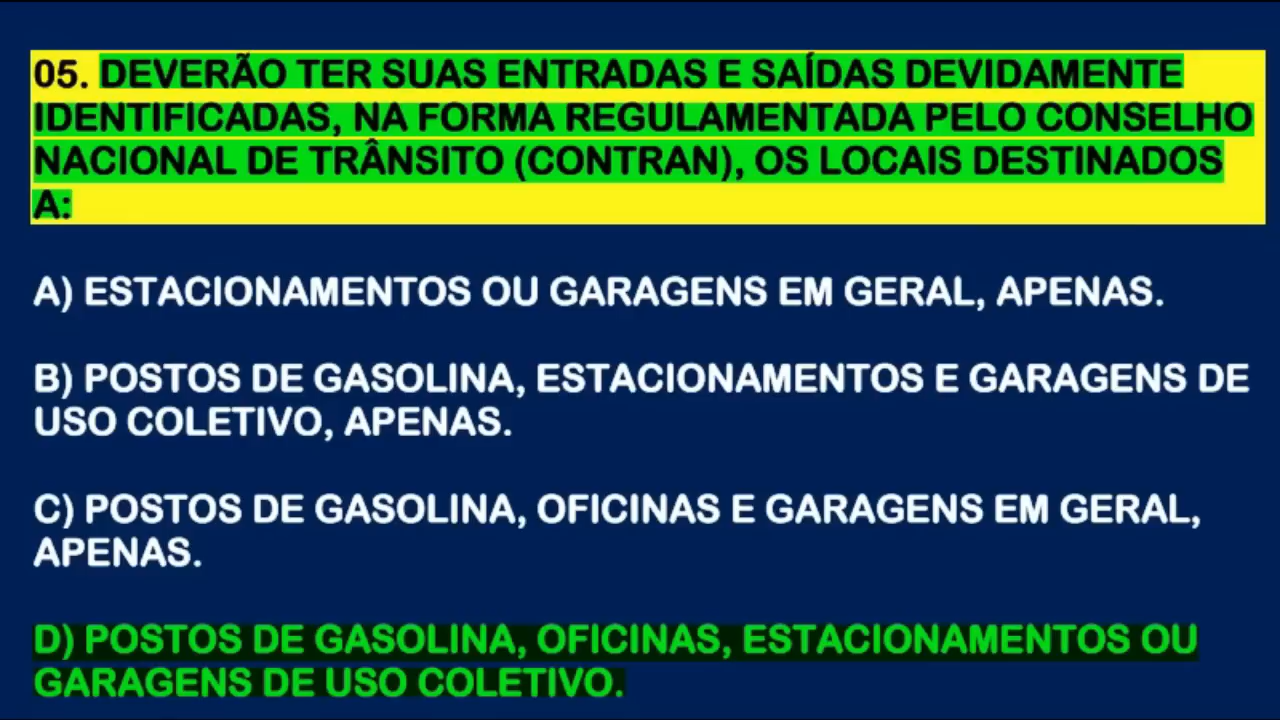 05. DEVERÃO TER SUAS ENTRADAS E SAÍDAS DEVIDAMENTE
IDENTIFICADAS, NA FORMA REGULAMENTADA PELO CONSELHO
NACIONAL DE TRÂNSITO (CONTRAN), OS LOCAIS DESTINADOS
A:
A) ESTACIONAMENTOS OU GARAGENS EM GERAL, APENAS.
B) POSTOS DE GASOLINA, ESTACIONAMENTOS E GARAGENS DE
USO COLETIVO, APENAS.
C) POSTOS DE GASOLINA, OFICINAS E GARAGENS EM GERAL,
APENAS.
D) POSTOS DE GASOLINA, OFICINAS, ESTACIONAMENTOS OU
GARAGENS DE USO COLETIVO.